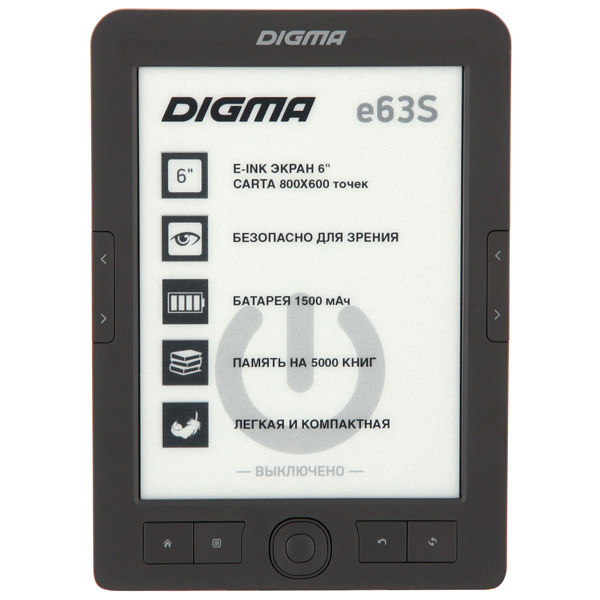 DIGMA
DIGMA e63S
6"
E-INK ЭКРАН 6"
CARTA 800X600 точек
БЕЗОПАСНО ДЛЯ ЗРЕНИЯ
БАТАРЕЯ 1500 мАч
ПАМЯТЬ НА 5000 КНИГ
ЛЕГКАЯ И КОМПАКТНАЯ
— ВЫКЛЮЧЕНО —